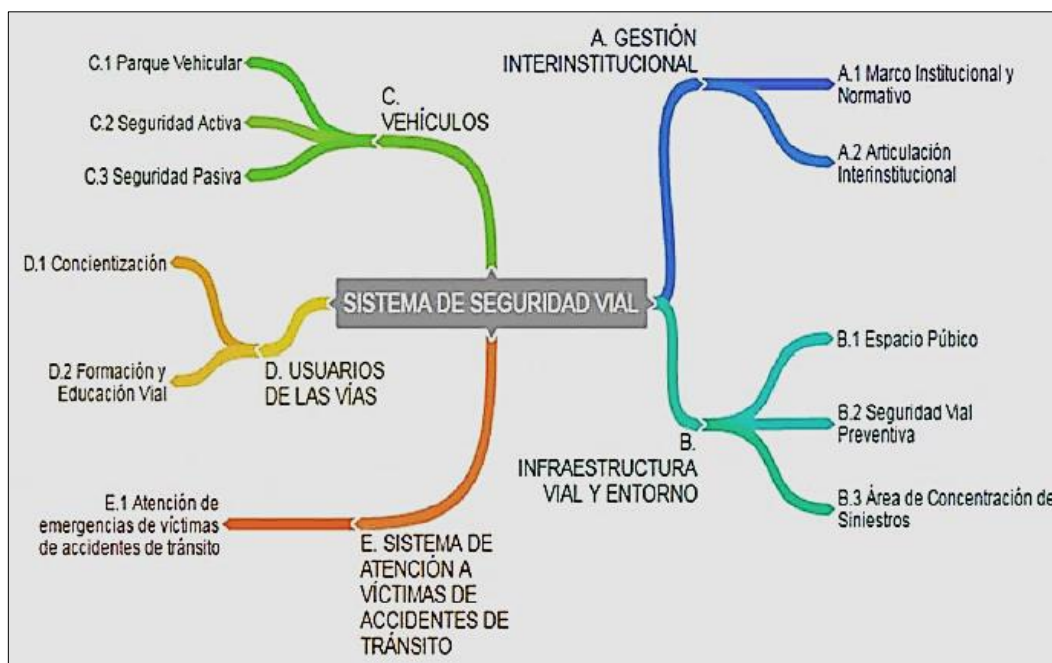 SISTEMA DE SEGURIDAD VIAL
A. GESTIÓN
INTERINSTITUCIONAL
A.1 Marco Institucional y
Normativo
A.2 Articulación
Interinstitucional
B.
INFRAESTRUCTURA
VIAL Y ENTORNO
B.1 Espacio Púbico
B.2 Seguridad Vial
Preventiva
B.3 Área de Concentración de
Siniestros
C.
VEHÍCULOS
C.1 Parque Vehicular
C.2 Seguridad Activa
C.3 Seguridad Pasiva
D. USUARIOS
DE LAS VÍAS
D.1 Concientización
D.2 Formación y
Educación Vial
E. SISTEMA DE
ATENCIÓN A
VÍCTIMAS DE
ACCIDENTES DE
TRÁNSITO
E.1 Atención de
emergencias de víctimas
de accidentes de tránsito